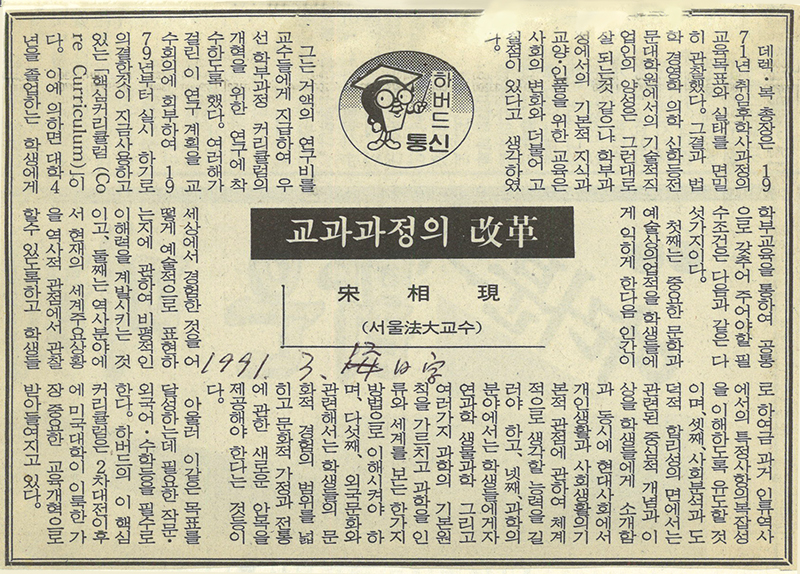 하버드
통신
교과과정의 改革
宋相現
(서울法大교수)
1991. 3. 12 日字
데렉·복 총장은 19
71년 취임후학사과정의
교육목표와 실태를 면밀
히 관찰했다. 그결과 법
학 경영학 의학 신학등전
문대학원에서의 기술적직
업인의 양성은 그런대로
잘 되는것 같으나 학부과
정에서의 기본적 지식과
교양·인품을 위한 교육은
사회의 변화와 더불어 고
칠점이 있다고 생각하였
다.
그는 거액의 연구비를
교수들에게 지급하여 우
선 학부과정 커리큘럼의
개혁을 위한 연구에 착
수하도록 했다. 여러해가
걸린 이 연구 계획을 교
수회의에 회부하여 19
79년부터 실시 하기로
의결한것이 지금사용하고
있는 「핵심커리큘럼 (Co
re Curriculum)」이
다. 이에 의하면 대학4
년을 졸업하는 학생에게
학부교육을 통하여 공통
으로 갖추어 주어야할 필
수조건은 다음과 같은 다
섯가지이다.
첫째는 중요한 문학과
예술상의업적을 학생들에
게 익히게 한다음 인간이
세상에서 경험한 것을 어
떻게 예술적으로 표현하
는지에 관하여 비평적인
이해력을 계발시키는 것
이고, 둘째는 역사분야에
서 현재의 세계주요상황
을 역사적 관점에서 관찰
할수 있도록하고 학생들
로 하여금 과거 인류역사
에서의 특정사항의복잡성
을 이해하도록 유도할 것
이며, 셋째, 사회분석과 도
덕적 합리성의 면에서는
관련된 중심적 개념과 이
상을 학생들에게 소개함
과 동시에 현대사회에서
개인생활과 사회생활의기
본적 관점에 관하여 체계
적으로 생각할 능력을 길
러야 하고, 넷째, 과학의
분야에서는 학생들에게자
연과학 생물과학 그리고
여러가지 과학의 기본원
칙을 가르치고 과학을 인
류와 세계를 보는 한가지
방법으로 이해시켜야 하
며, 다섯째, 외국문화와
관련해서는 학생들의 문
화적 경험의 범위를 넓
히고 문화적 가정과 전통
에 관한 새로운 안목을
제공해야 한다는 것등이
다.
아울러 이같은 목표를
달성하는데 필요한 작문·
외국어·수학등을 필수로
한다. 하버드의 이 핵심
커리큘럼은 2차대전이후
에 미국대학이 이룩한 가
장 중요한 교육개혁으로
받아들여지고 있다.